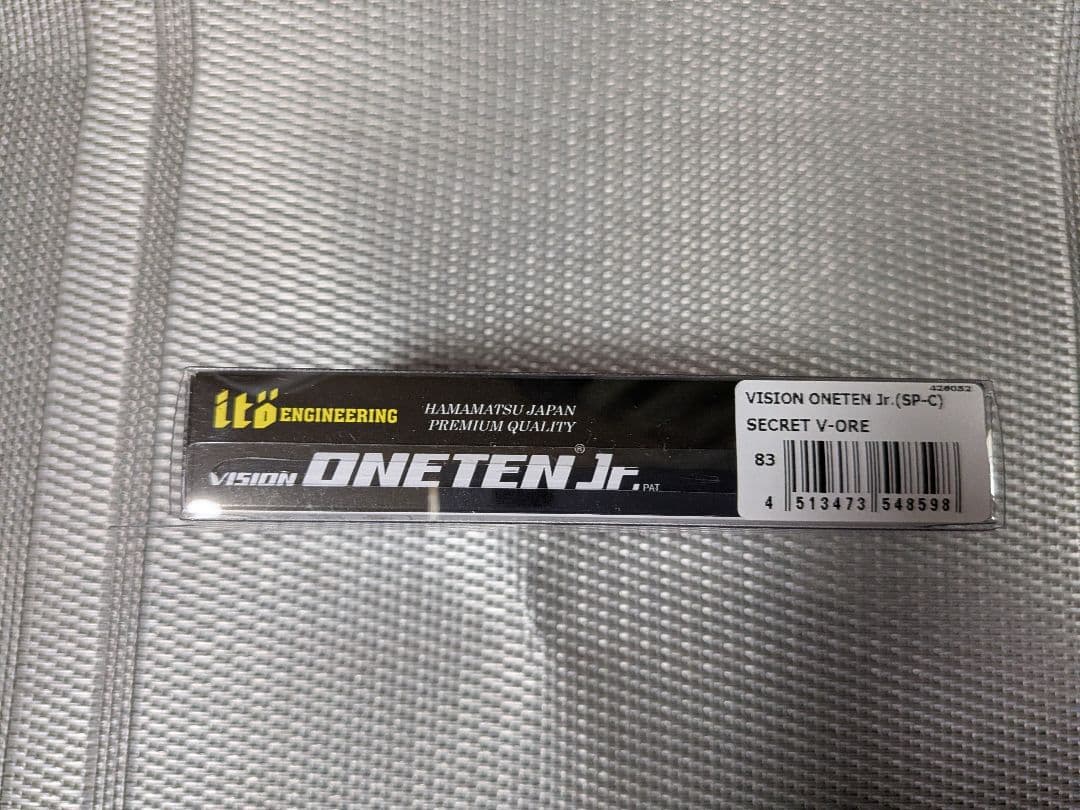 itö ENGINEERING
HAMAMATSU JAPAN
PREMIUM QUALITY
VISION ONETEN® Jr. PAT.
426052
VISION ONETEN Jr.(SP-C)
SECRET V-ORE
83
4 513473 548598